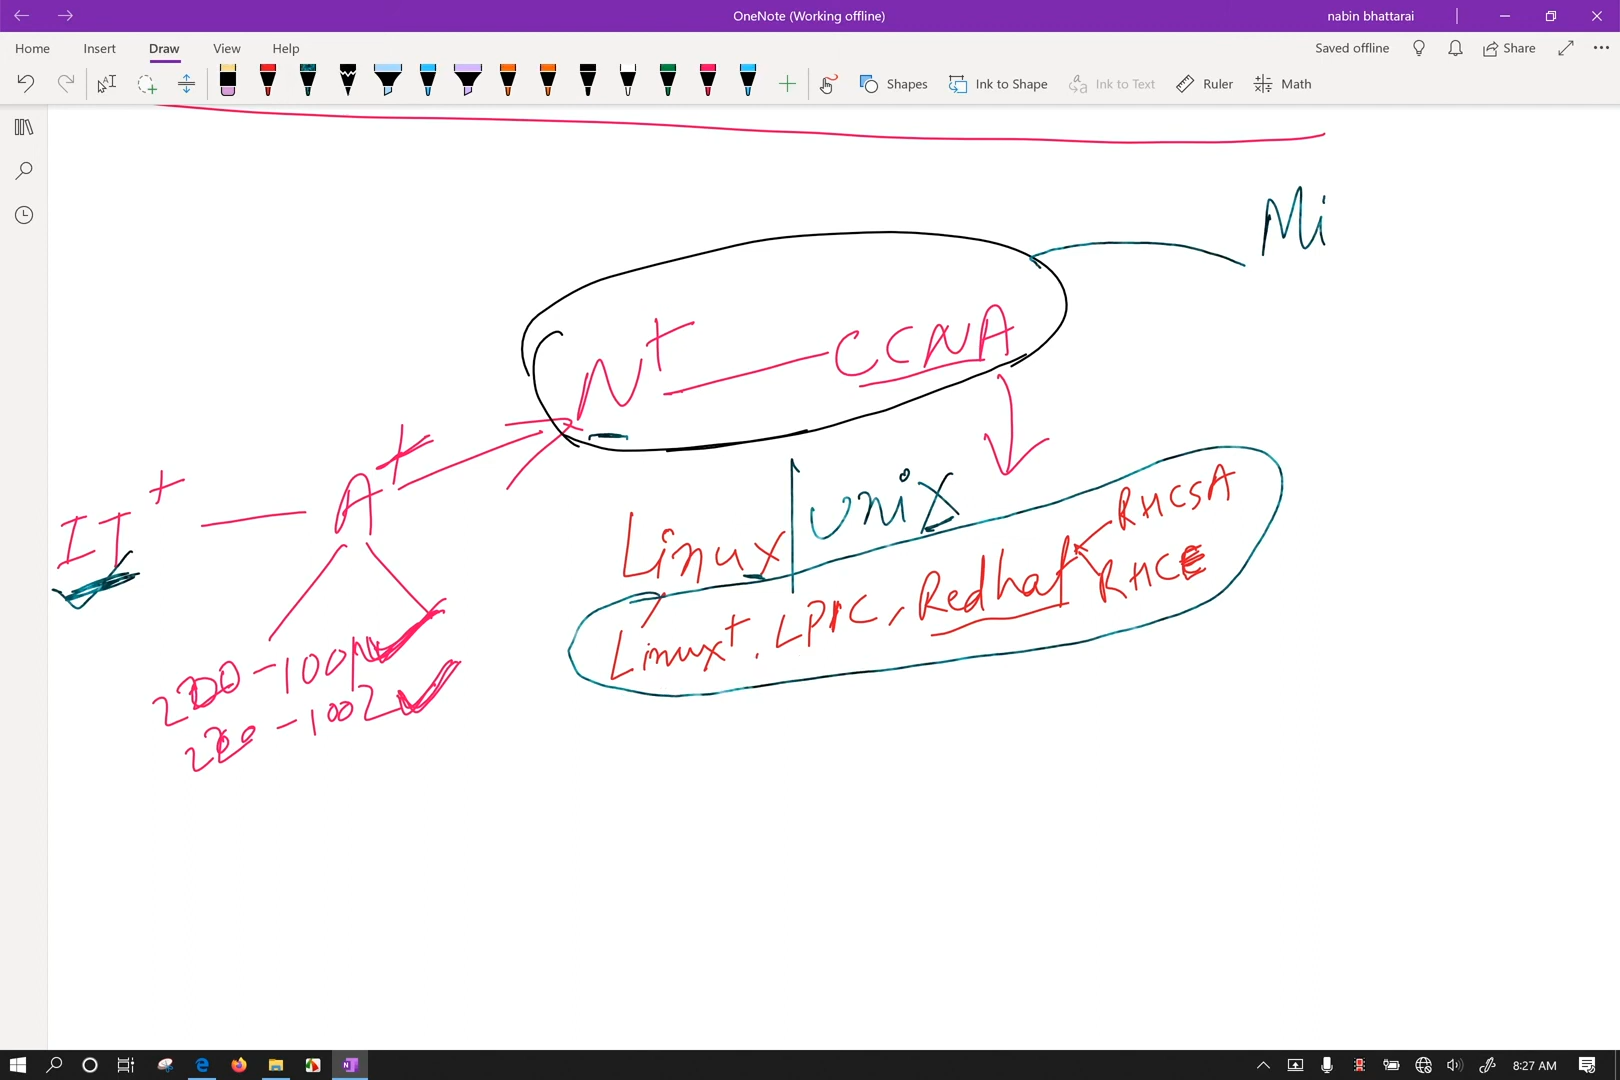 OneNote (Working offline)
nabin bhattarai
Home Insert Draw View Help
Saved offline
Share
Shapes
Ink to Shape
Ink to Text
Ruler
Math
Mi
N+ CCNA
IT+ A+
Linux | Unix
RHCSA
Linux+, LPIC, Redhat
RHCE
220-1001
220-1002
8:27 AM